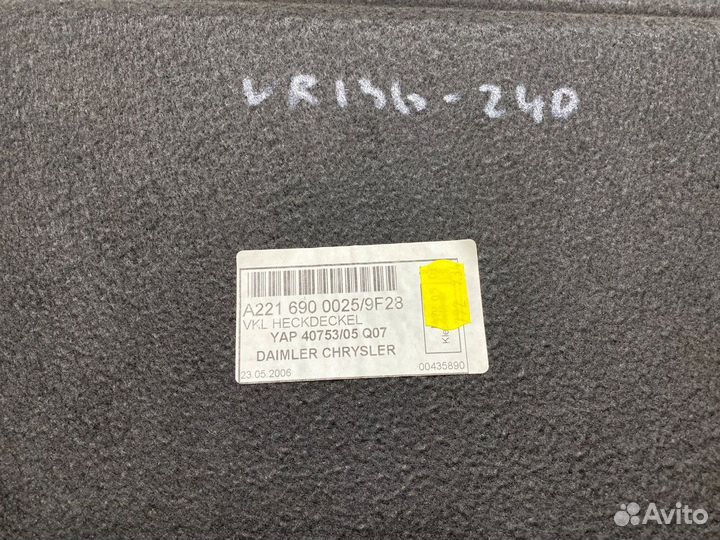 VR136-240
A221 690 0025/9F28
VKL HECKDECKEL
YAP 40753/05 Q07
DAIMLER CHRYSLER
23.05.2006
00435890
Avito